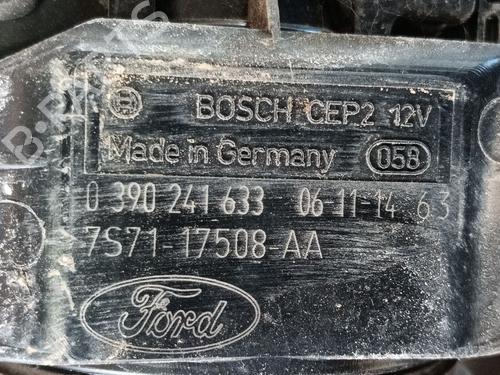 BOSCH CEP2 12V
Made in Germany 058
0 390 241 633 06-11-14 63
7S71-17508-AA
Ford
B-PARTS